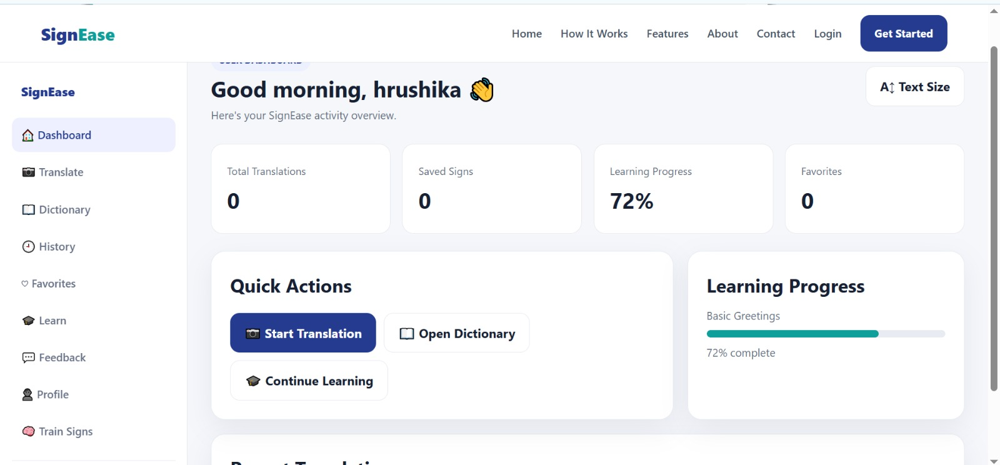 SignEase
Home How It Works Features About Contact Login Get Started
SignEase
Dashboard
Translate
Dictionary
History
Favorites
Learn
Feedback
Profile
Train Signs
USER DASHBOARD
Good morning, hrushika
Here's your SignEase activity overview.
A↕ Text Size
Total Translations
0
Saved Signs
0
Learning Progress
72%
Favorites
0
Quick Actions
Start Translation
Open Dictionary
Continue Learning
Learning Progress
Basic Greetings
72% complete